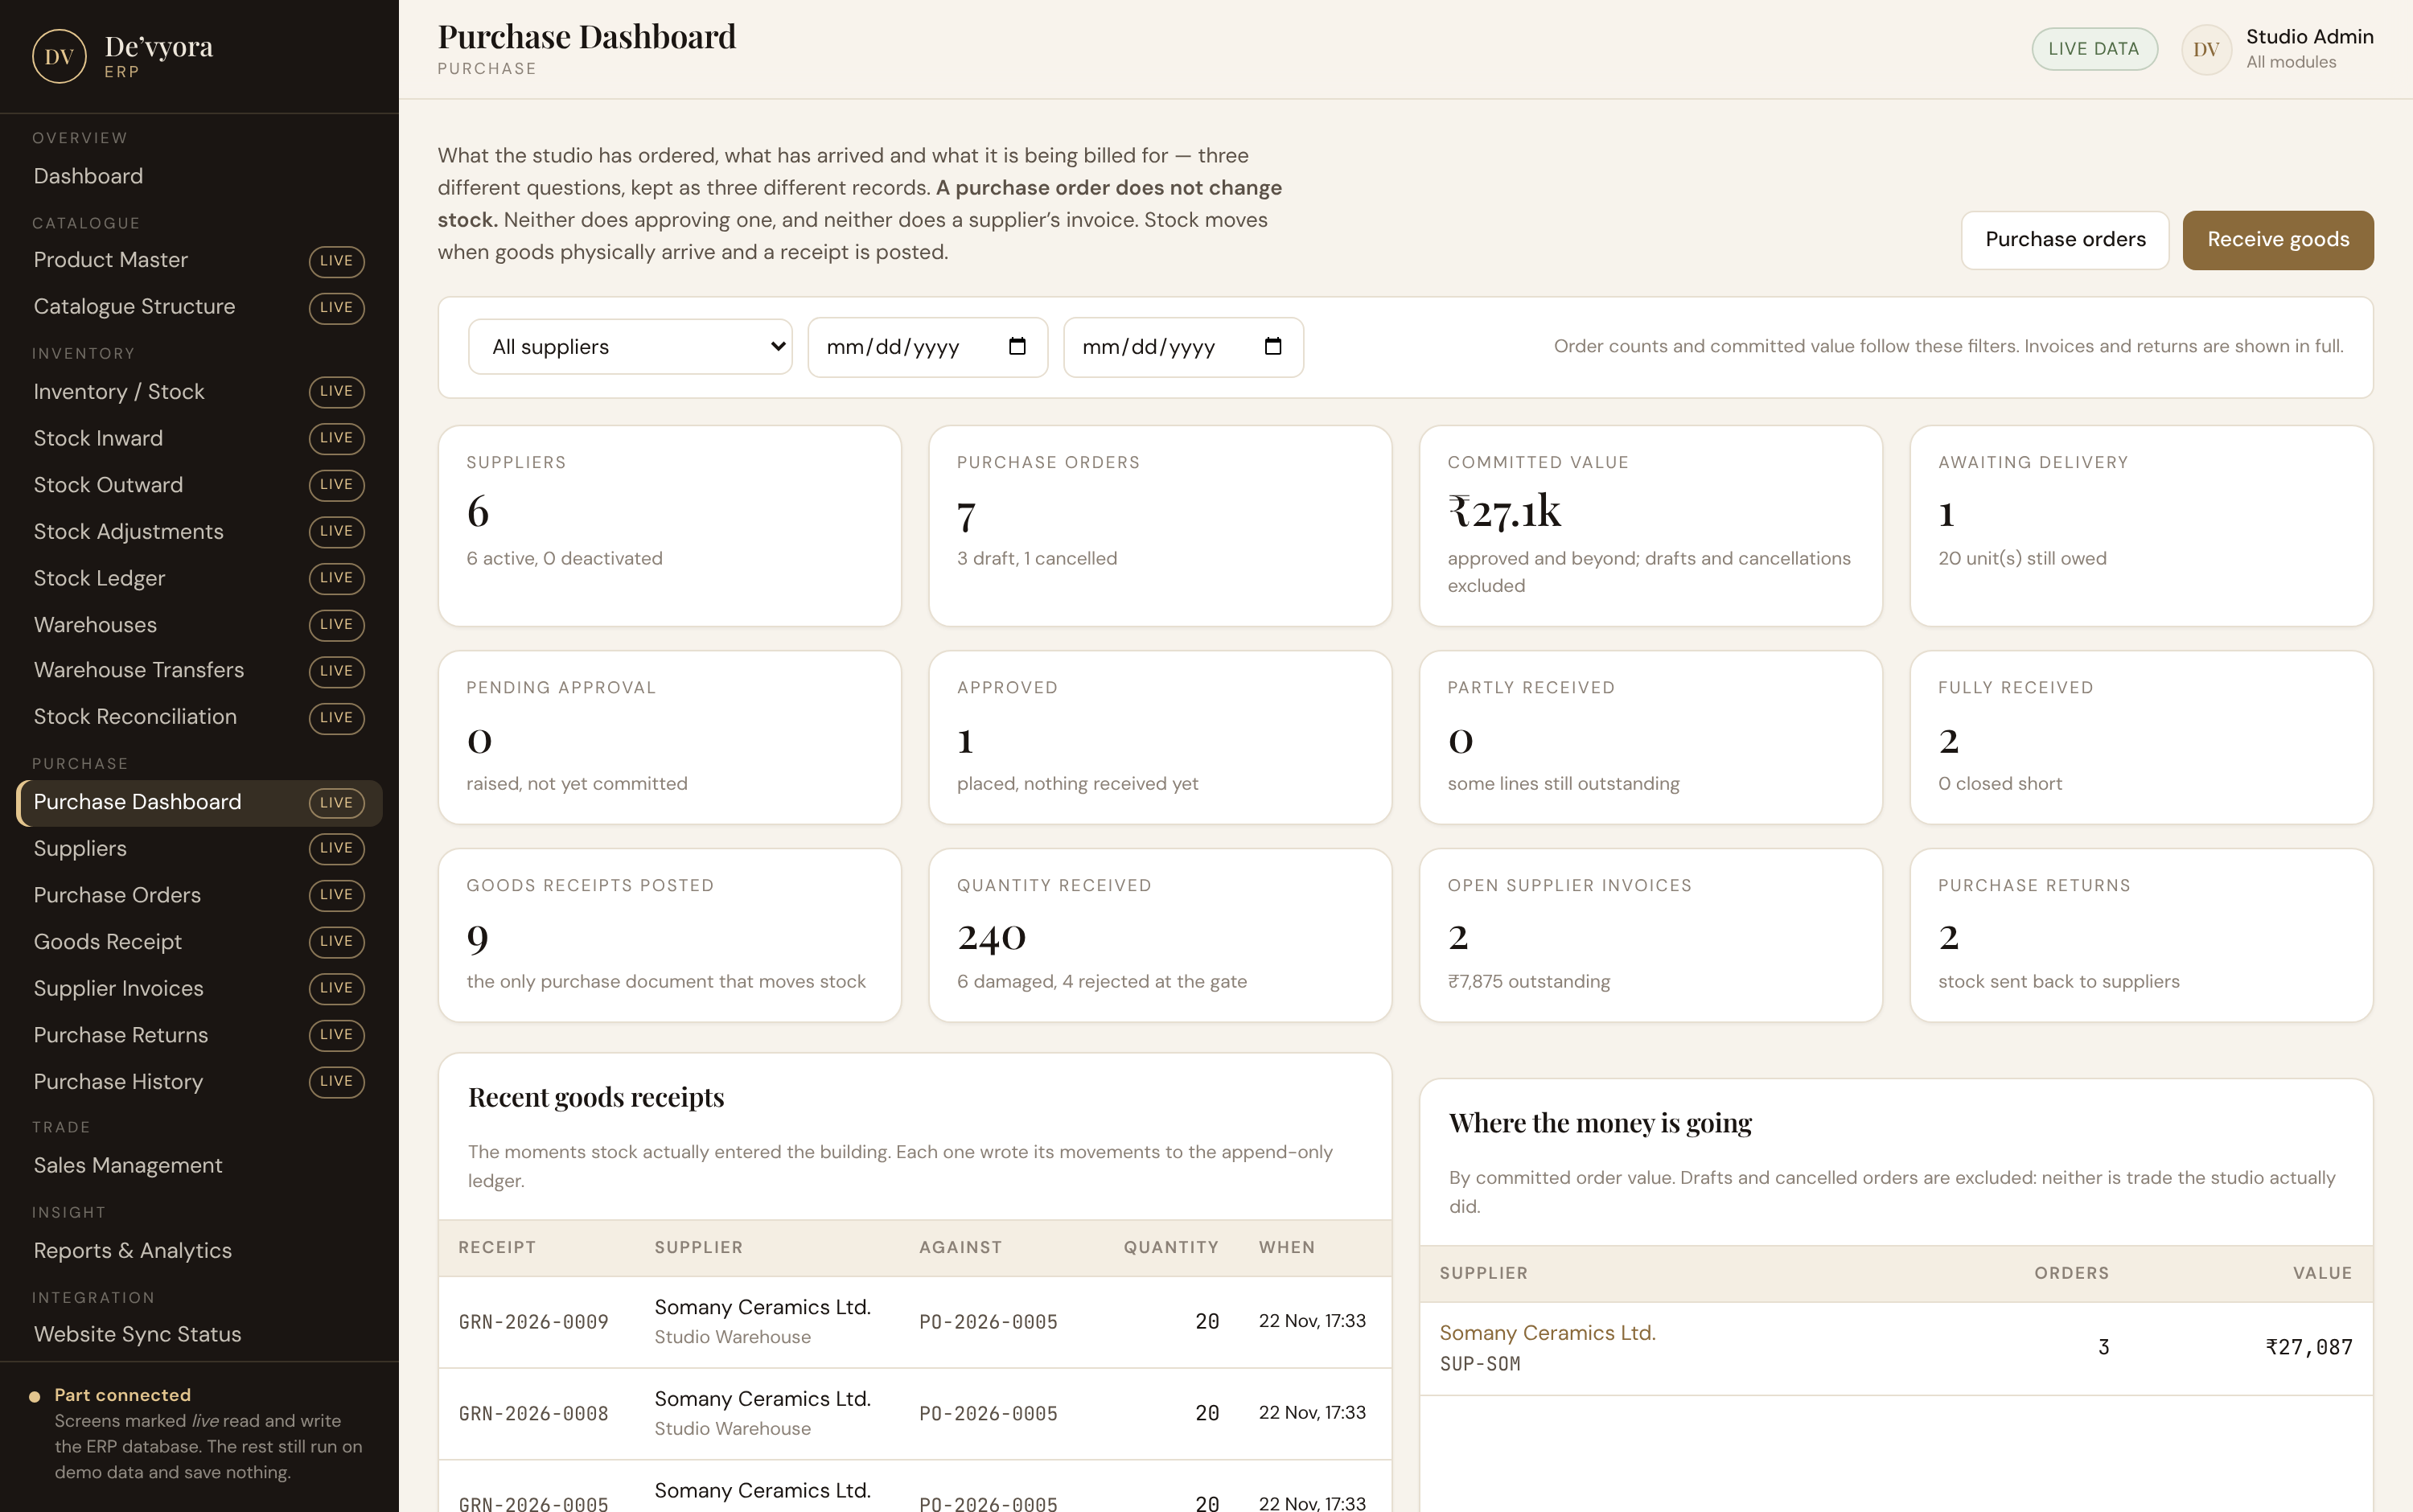 DV
De’vyora
ERP
OVERVIEW
Dashboard
CATALOGUE
Product Master LIVE
Catalogue Structure LIVE
INVENTORY
Inventory / Stock LIVE
Stock Inward LIVE
Stock Outward LIVE
Stock Adjustments LIVE
Stock Ledger LIVE
Warehouses LIVE
Warehouse Transfers LIVE
Stock Reconciliation LIVE
PURCHASE
Purchase Dashboard LIVE
Suppliers LIVE
Purchase Orders LIVE
Goods Receipt LIVE
Supplier Invoices LIVE
Purchase Returns LIVE
Purchase History LIVE
TRADE
Sales Management
INSIGHT
Reports & Analytics
INTEGRATION
Website Sync Status
Part connected
Screens marked live read and write
the ERP database. The rest still run on
demo data and save nothing.
Purchase Dashboard
PURCHASE
LIVE DATA
DV
Studio Admin
All modules
What the studio has ordered, what has arrived and what it is being billed for — three
different questions, kept as three different records. A purchase order does not change
stock. Neither does approving one, and neither does a supplier’s invoice. Stock moves
when goods physically arrive and a receipt is posted.
Purchase orders
Receive goods
All suppliers
mm/dd/yyyy
mm/dd/yyyy
Order counts and committed value follow these filters. Invoices and returns are shown in full.
SUPPLIERS
6
6 active, 0 deactivated
PURCHASE ORDERS
7
3 draft, 1 cancelled
COMMITTED VALUE
₹27.1k
approved and beyond; drafts and cancellations
excluded
AWAITING DELIVERY
1
20 unit(s) still owed
PENDING APPROVAL
0
raised, not yet committed
APPROVED
1
placed, nothing received yet
PARTLY RECEIVED
0
some lines still outstanding
FULLY RECEIVED
2
0 closed short
GOODS RECEIPTS POSTED
9
the only purchase document that moves stock
QUANTITY RECEIVED
240
6 damaged, 4 rejected at the gate
OPEN SUPPLIER INVOICES
2
₹7,875 outstanding
PURCHASE RETURNS
2
stock sent back to suppliers
Recent goods receipts
The moments stock actually entered the building. Each one wrote its movements to the append-only
ledger.
RECEIPT SUPPLIER AGAINST QUANTITY WHEN
GRN-2026-0009 Somany Ceramics Ltd. PO-2026-0005 20 22 Nov, 17:33
Studio Warehouse
GRN-2026-0008 Somany Ceramics Ltd. PO-2026-0005 20 22 Nov, 17:33
Studio Warehouse
GRN-2026-0005 Somany Ceramics Ltd. PO-2026-0005 20 22 Nov, 17:33
Where the money is going
By committed order value. Drafts and cancelled orders are excluded: neither is trade the studio actually
did.
SUPPLIER ORDERS VALUE
Somany Ceramics Ltd. 3 ₹27,087
SUP-SOM